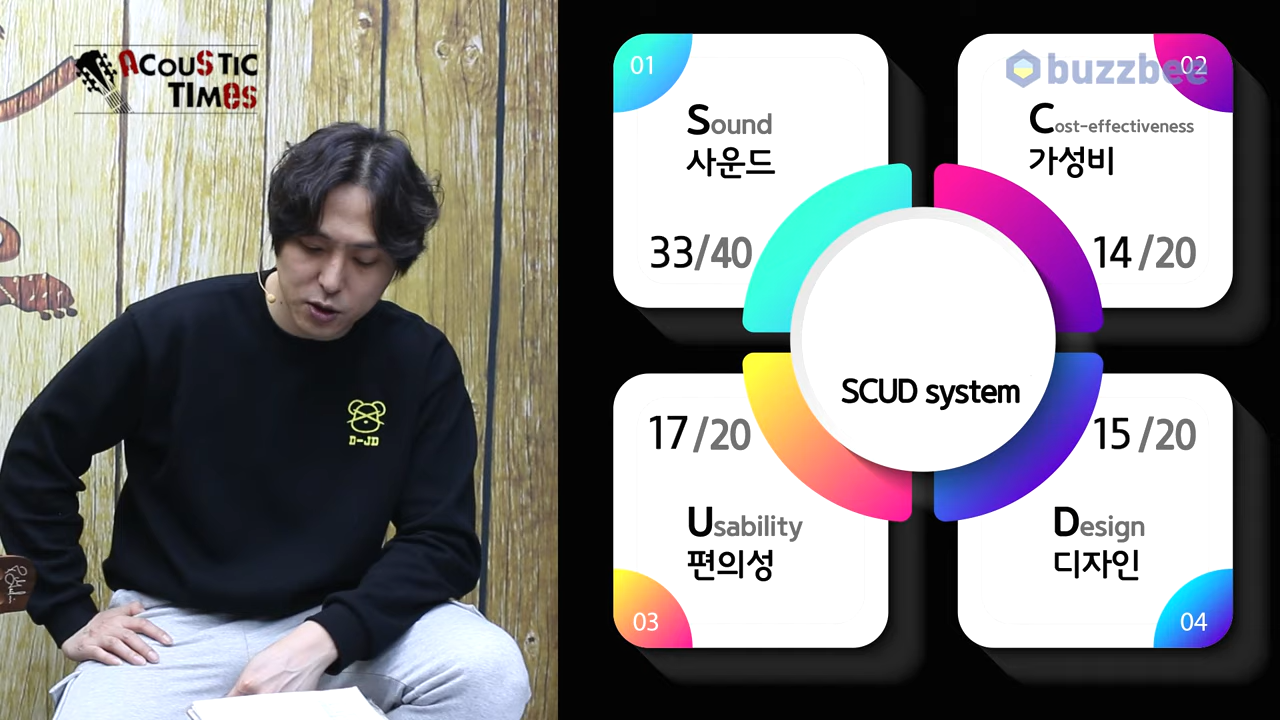 ACOUSTIC
TIMES
D-JD
01
Sound
사운드
33/40
buzzbee
02
Cost-effectiveness
가성비
14/20
SCUD system
17/20
Usability
편의성
03
15/20
Design
디자인
04